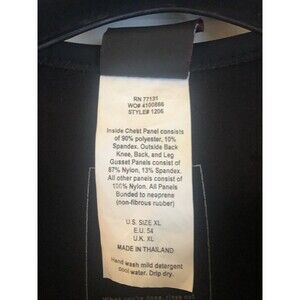 RN 77131
WO# 4100866
STYLE# 1206
Inside Chest Panel consists
of 90% polyester, 10%
Spandex. Outside Back
Knee, Back, and Leg
Gusset Panels consist of
87% Nylon, 13% Spandex.
All other panels consist of
100% Nylon. All Panels
Bonded to neoprene
(non-fibrous rubber)
U.S. SIZE XL
E.U. 54
U.K. XL
MADE IN THAILAND
Hand wash mild detergent
cool water. Drip dry.